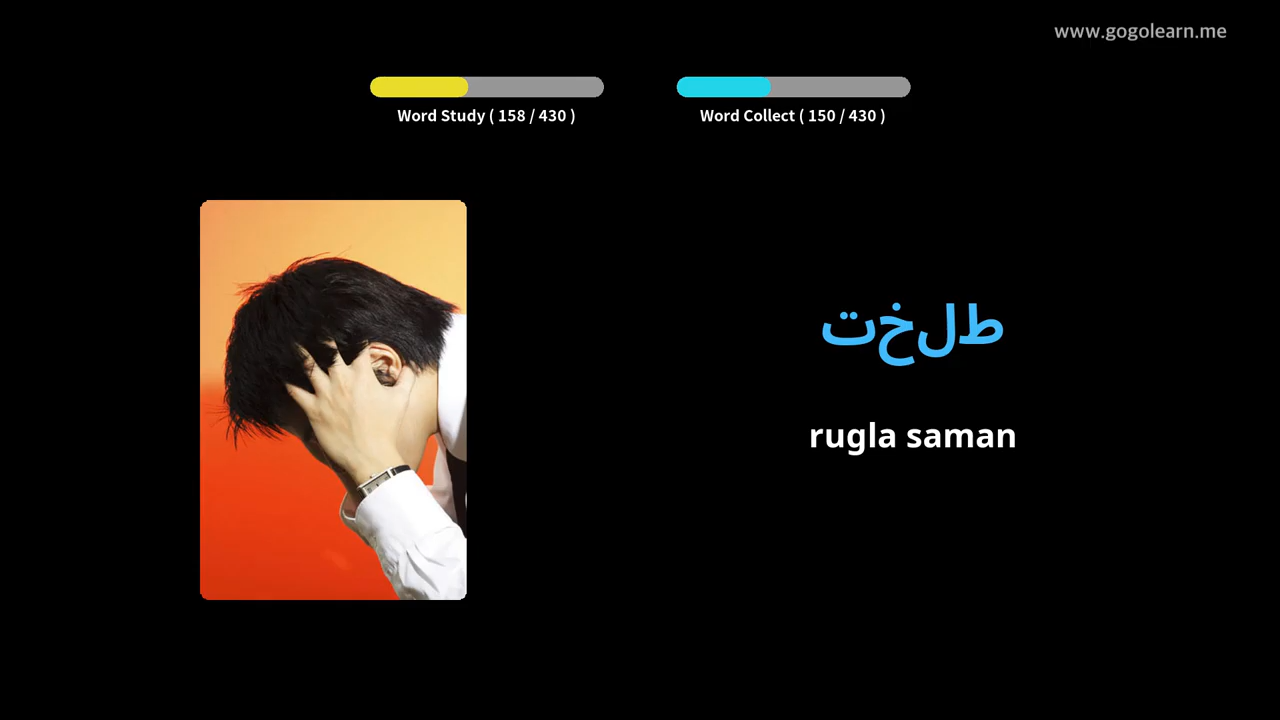 www.gogolearn.me
Word Study ( 158 / 430 )
Word Collect ( 150 / 430 )
طلخت
rugla saman